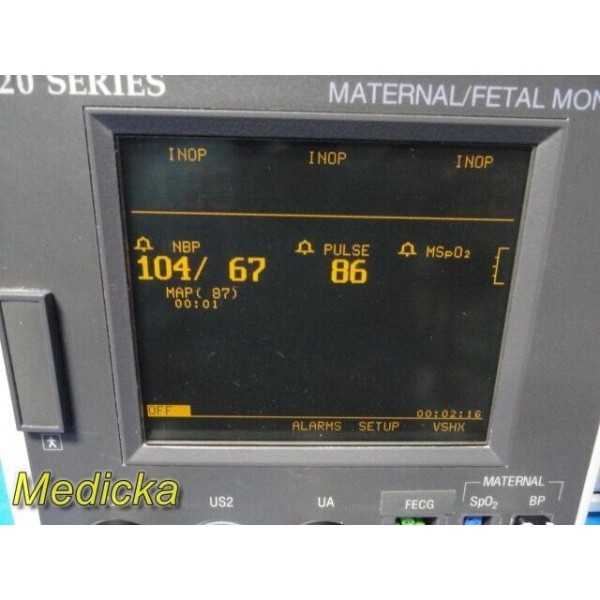 20 SERIES
MATERNAL/FETAL MON
INOP INOP INOP
NBP PULSE MSpO2
104/ 67 86
MAP( 87)
00:01
OFF 00:02:16
ALARMS SETUP VSHX
Medicka
US2 UA FECG MATERNAL
SpO2 BP